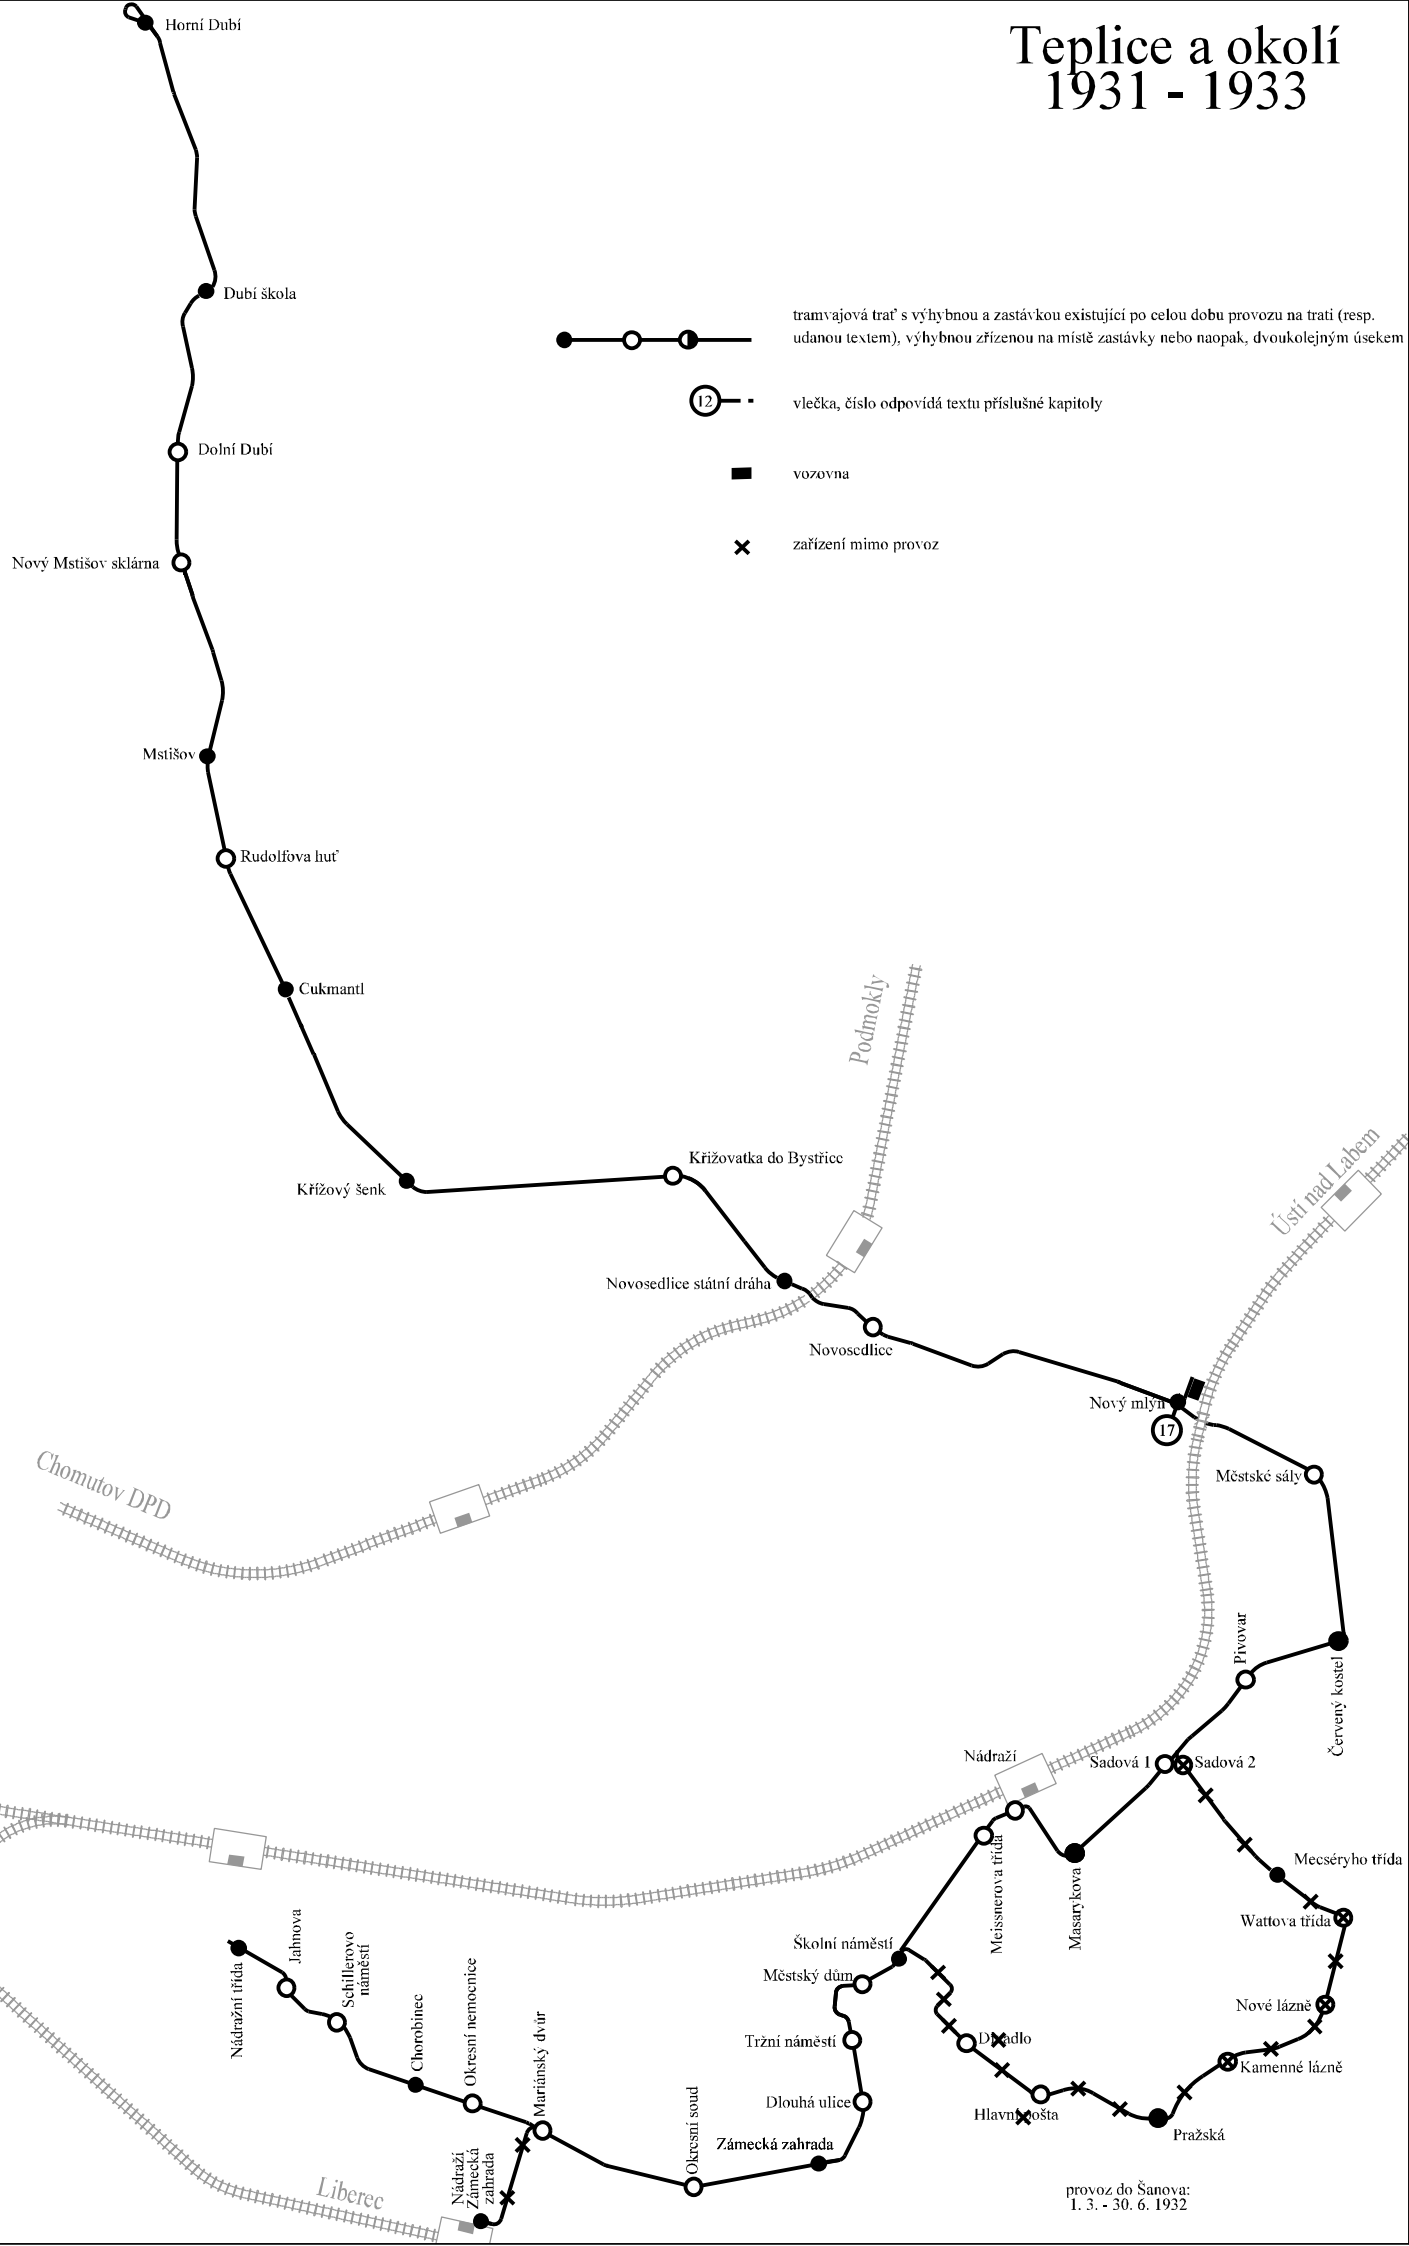 Teplice a okolí
1931 - 1933
Horní Dubí
Dubí škola
tramvajová trať s výhybnou a zastávkou existující po celou dobu provozu na trati (resp.
udanou textem), výhybnou zřízenou na místě zastávky nebo naopak, dvoukolejným úsekem
12
vlečka, číslo odpovídá textu příslušné kapitoly
Dolní Dubí
vozovna
zařízení mimo provoz
Nový Mstišov sklárna
Mstišov
Rudolfova huť
Cukmantl
Podmokly
Křižovatka do Bystřice
Křížový šenk
Ústí nad Labem
Novosedlice státní dráha
Novosedlice
Nový mlýn
17
Městské sály
Chomutov DPD
Pivovar
Červený kostel
Nádraží
Sadová 1
Sadová 2
Meissnerova třída
Masarykova
Mecséryho třída
Wattova třída
Jahnova
Schillerovo
náměstí
Nádražní třída
Školní náměstí
Městský dům
Chorobinec
Okresní nemocnice
Mariánský dvůr
Nové lázně
Tržní náměstí
Divadlo
Kamenné lázně
Dlouhá ulice
Hlavní pošta
Pražská
Okresní soud
Zámecká zahrada
Nádraží
Zámecká
zahrada
Liberec
provoz do Šanova:
1. 3. - 30. 6. 1932